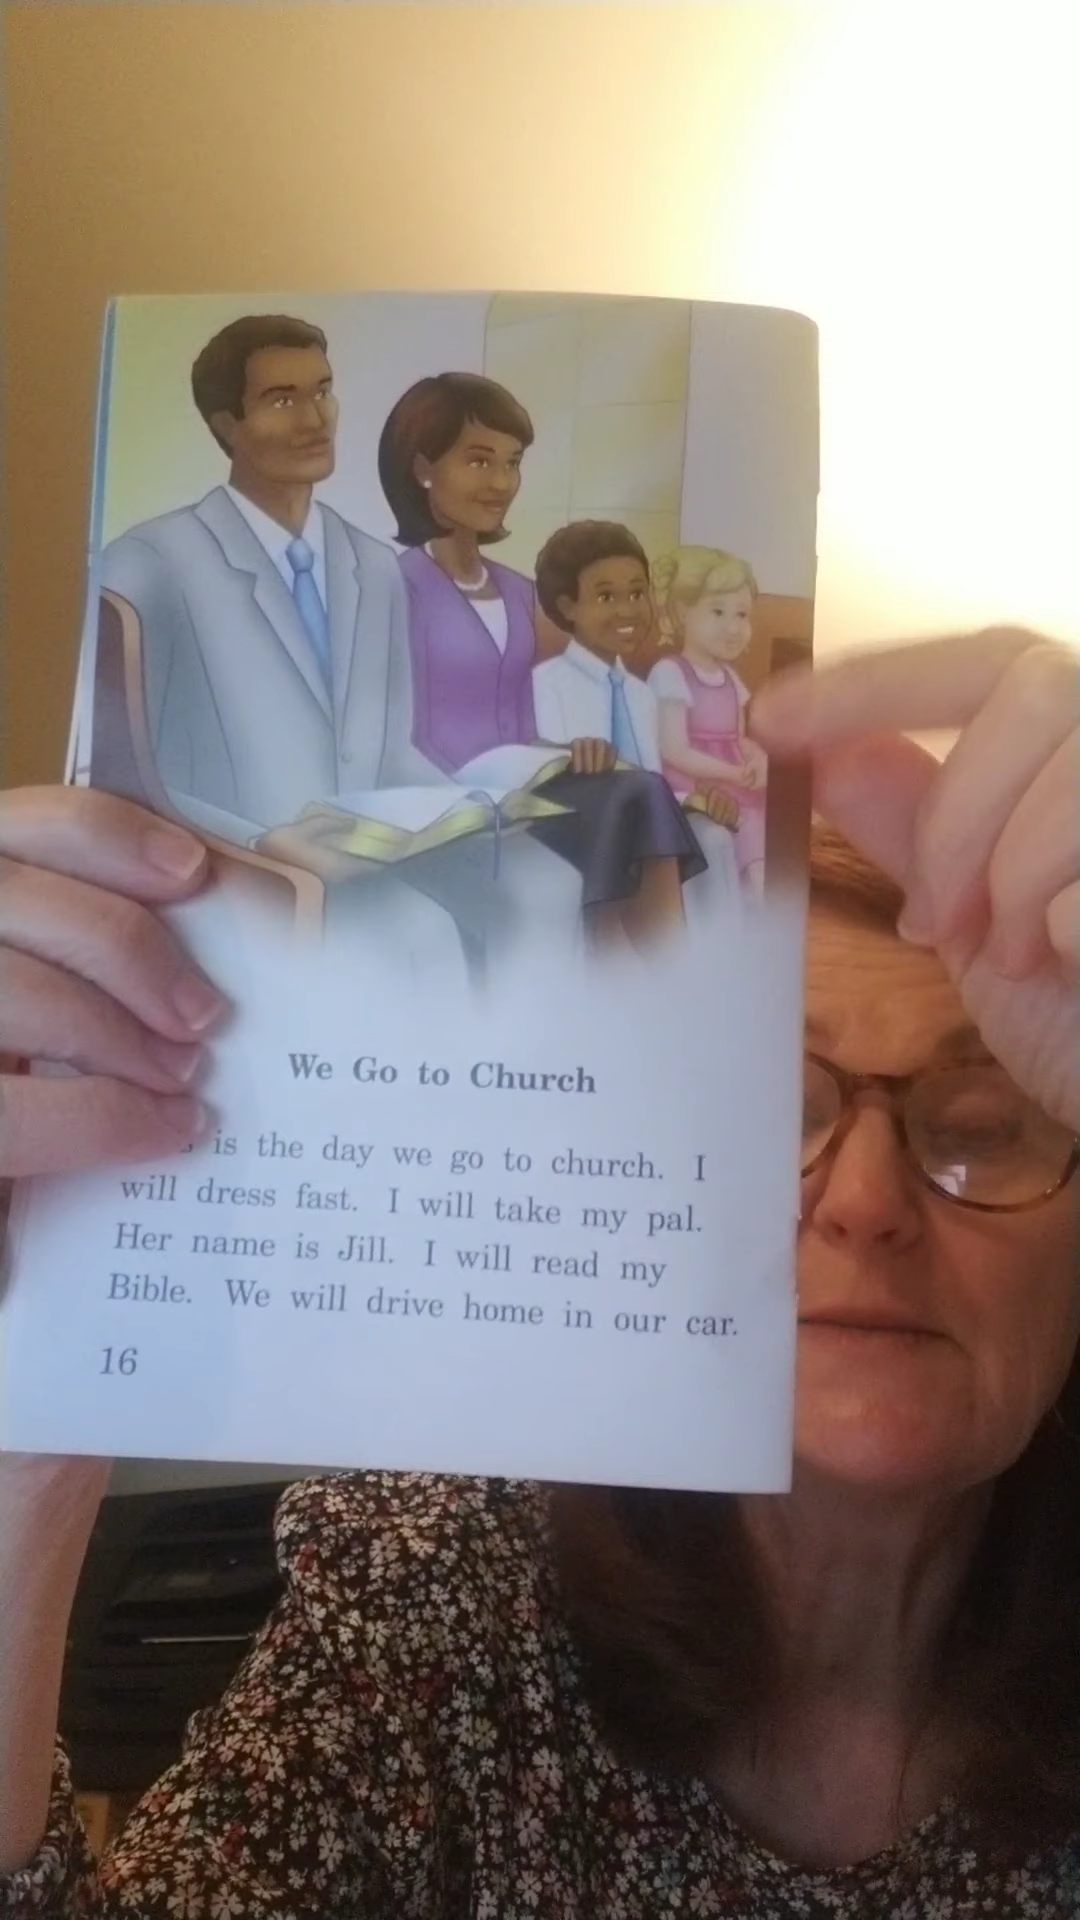 We Go to Church
is the day we go to church. I
will dress fast. I will take my pal.
Her name is Jill. I will read my
Bible. We will drive home in our car.
16